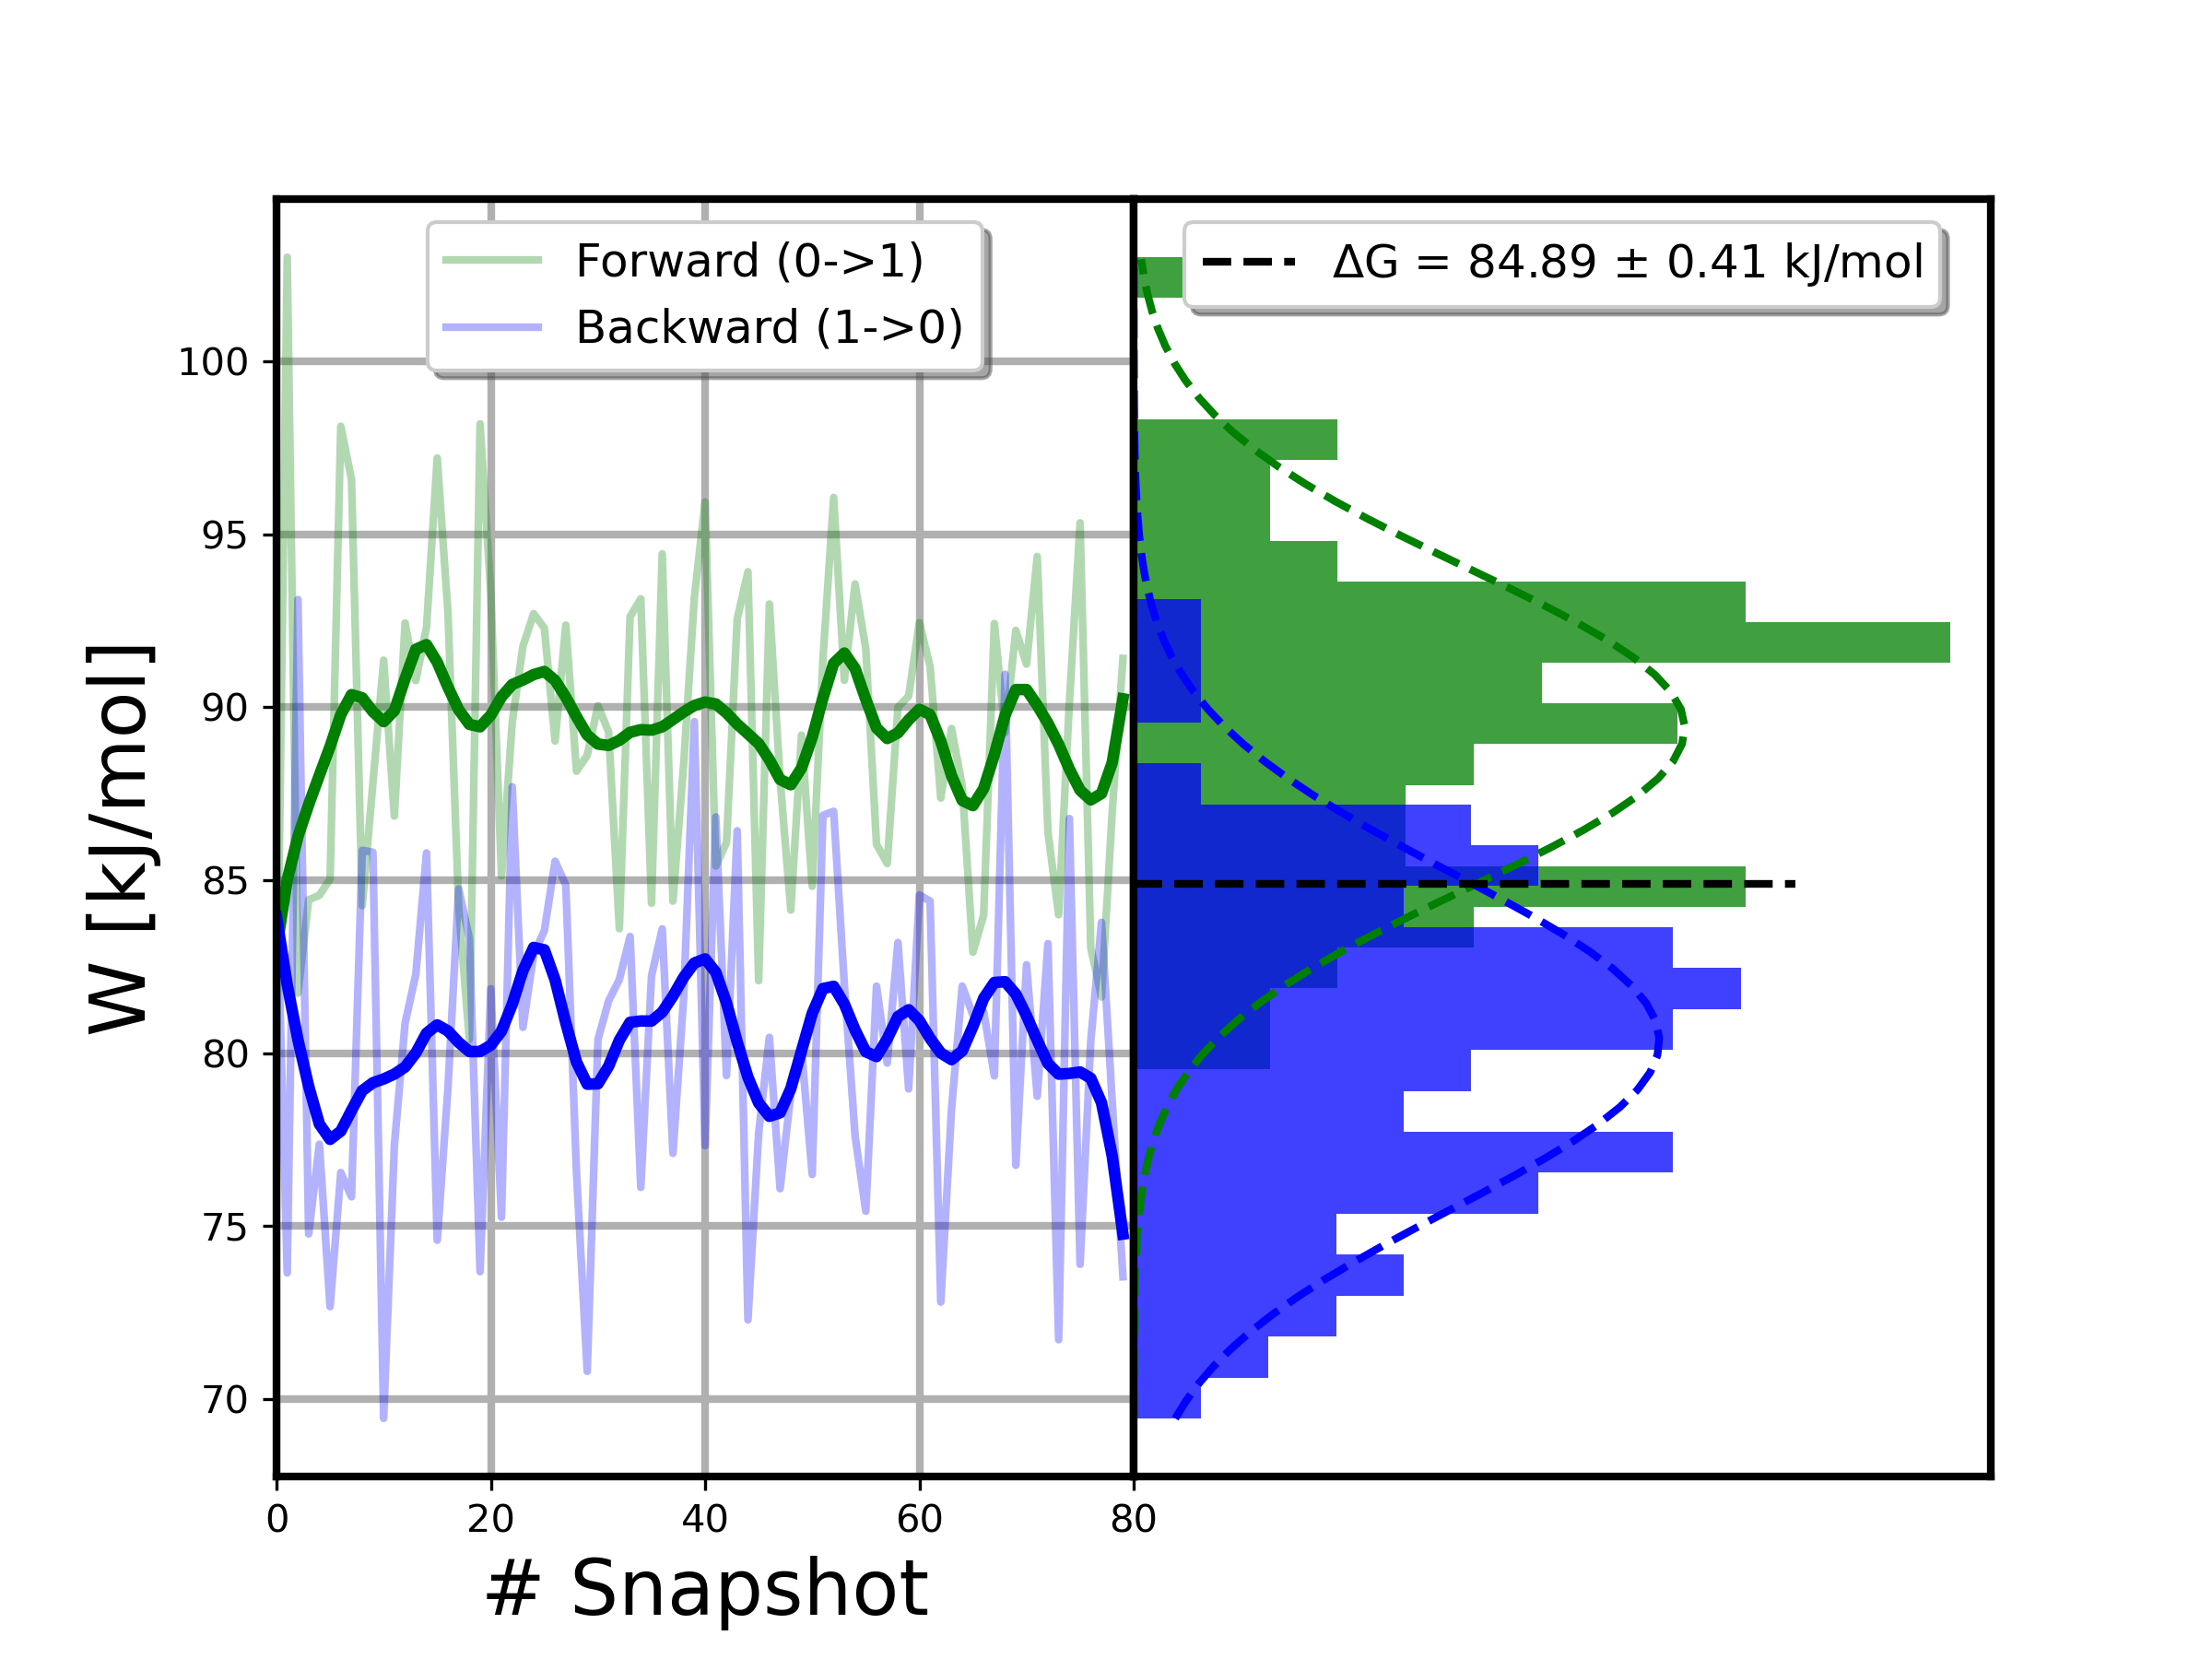 Forward (0->1)
Backward (1->0)
ΔG = 84.89 ± 0.41 kJ/mol
W [kJ/mol]
100
95
90
85
80
75
70
0
20
40
60
80
# Snapshot